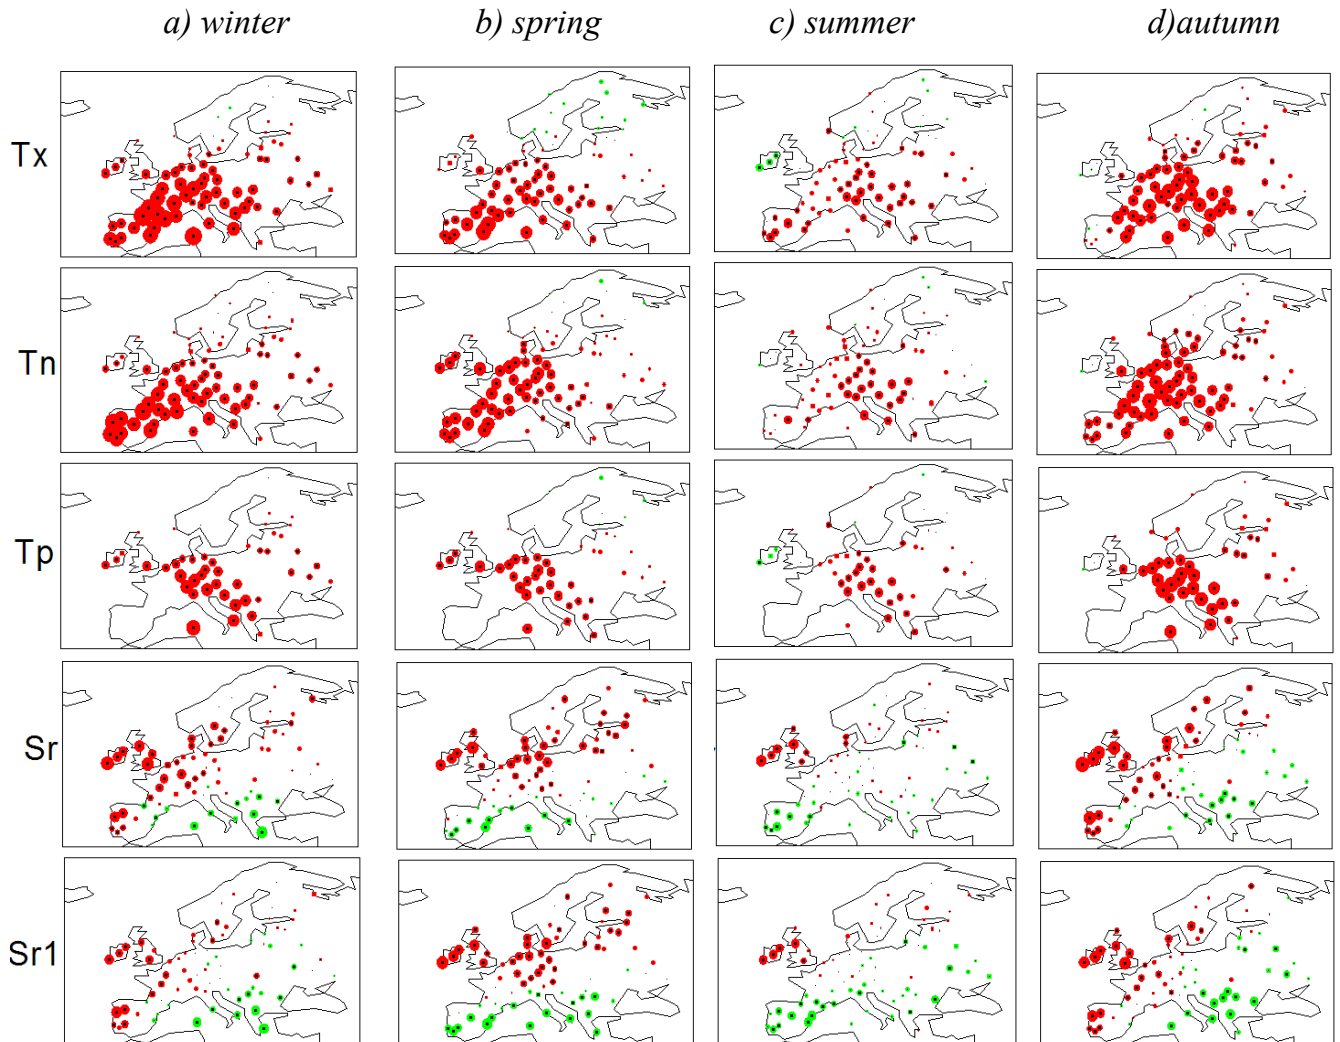 a) winter b) spring c) summer d)autumn
Tx
Tn
Tp
Sr
Sr1